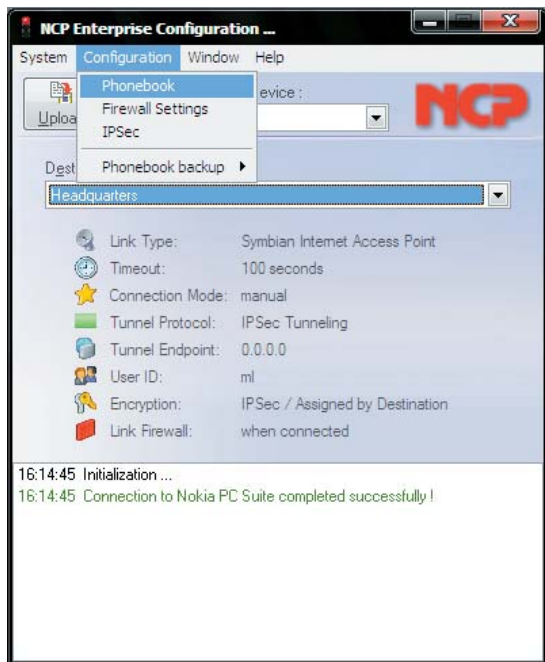 NCP Enterprise Configuration ...
System Configuration Window Help
Phonebook
Firewall Settings
IPSec
Phonebook backup
Uploa
evice :
NCP
Dest
Headquarters
Link Type: Symbian Internet Access Point
Timeout: 100 seconds
Connection Mode: manual
Tunnel Protocol: IPSec Tunneling
Tunnel Endpoint: 0.0.0.0
User ID: ml
Encryption: IPSec / Assigned by Destination
Link Firewall: when connected
16:14:45 Initialization ...
16:14:45 Connection to Nokia PC Suite completed successfully !